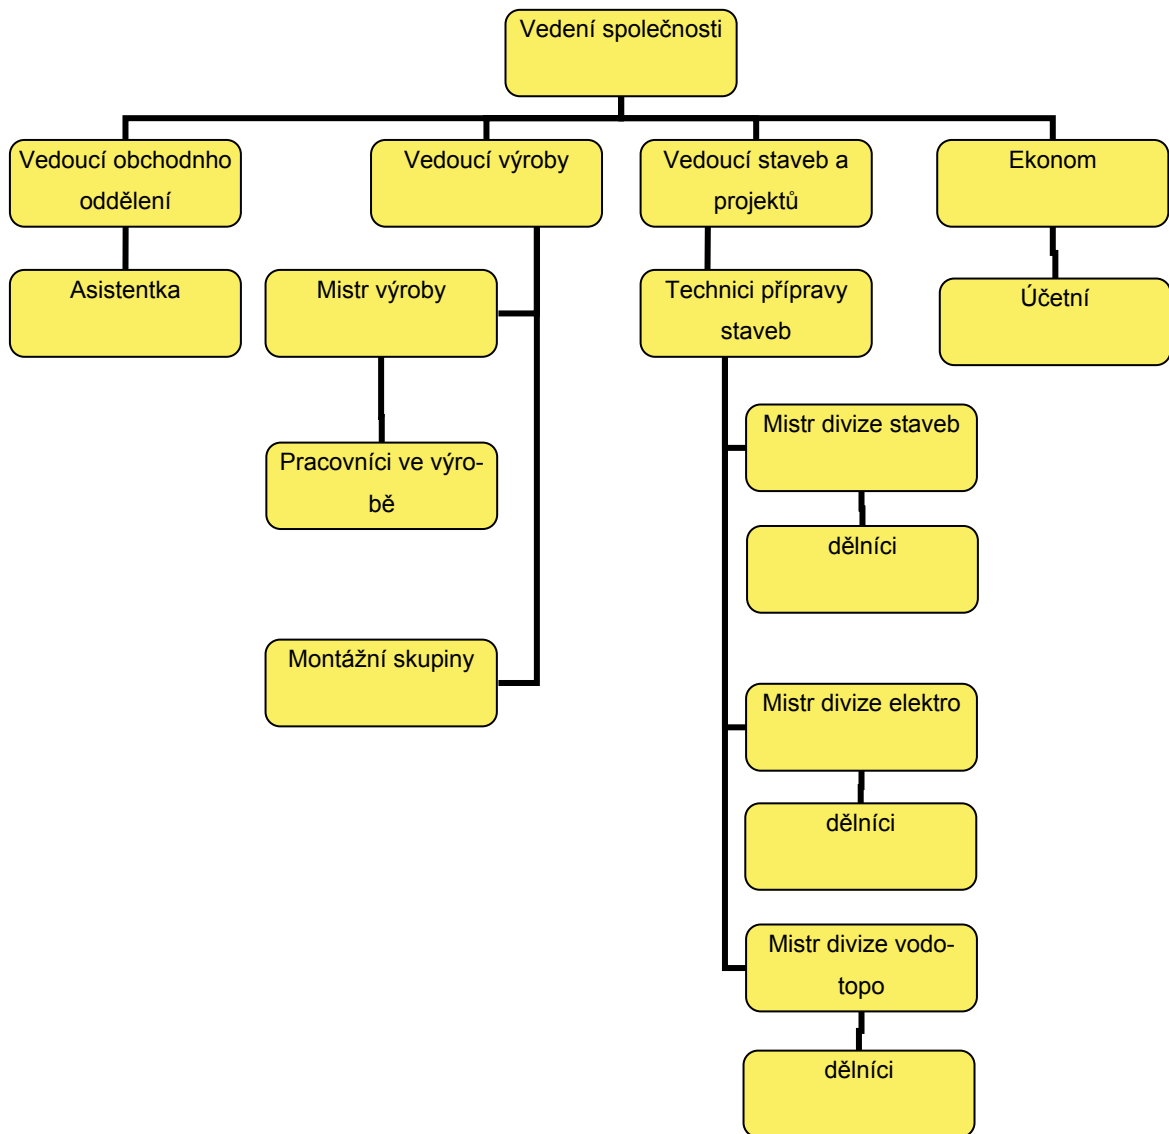 Vedení společnosti
Vedoucí obchodnho
oddělení
Vedoucí výroby
Vedoucí staveb a
projektů
Ekonom
Asistentka
Mistr výroby
Technici přípravy
staveb
Účetní
Mistr divize staveb
Pracovníci ve výro-
bě
dělníci
Montážní skupiny
Mistr divize elektro
dělníci
Mistr divize vodo-
topo
dělníci